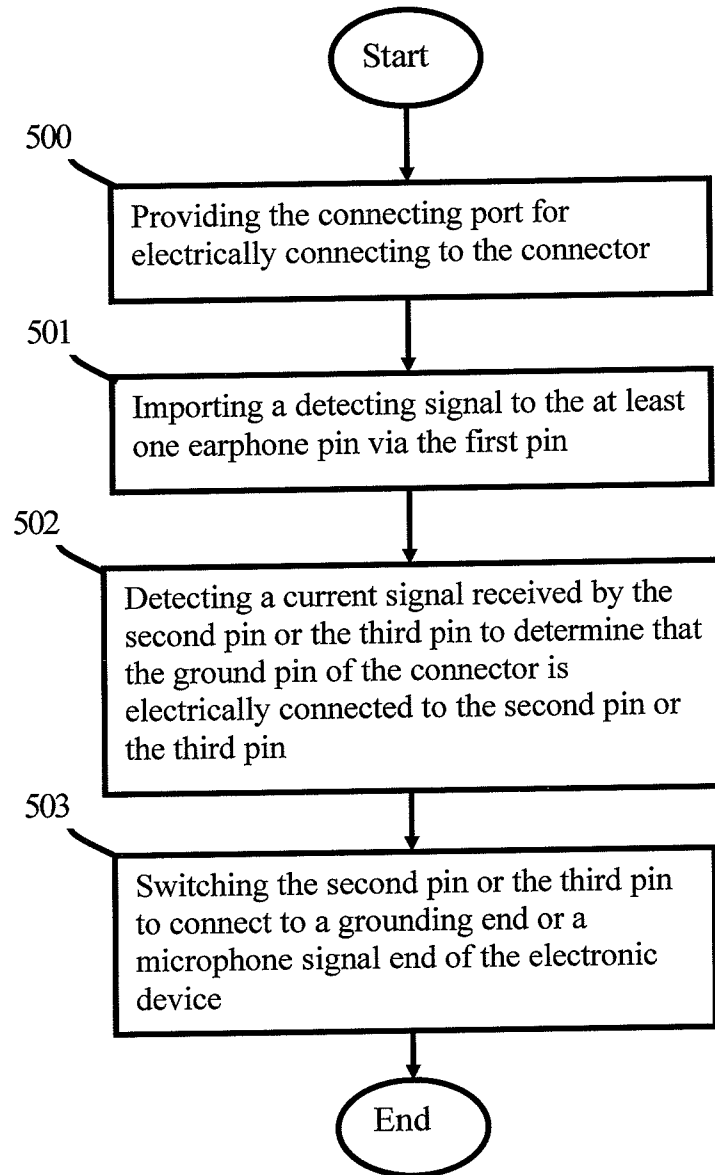 Start
500
Providing the connecting port for
electrically connecting to the connector
501
Importing a detecting signal to the at least
one earphone pin via the first pin
502
Detecting a current signal received by the
second pin or the third pin to determine that
the ground pin of the connector is
electrically connected to the second pin or
the third pin
503
Switching the second pin or the third pin
to connect to a grounding end or a
microphone signal end of the electronic
device
End